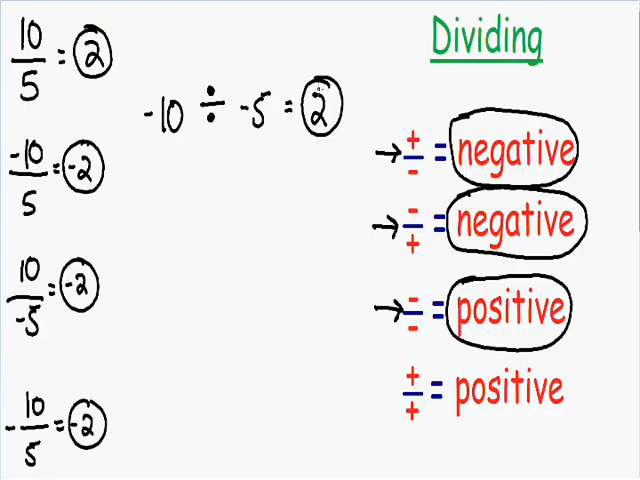 10/5 = 2
-10/5 = -2
10/-5 = -2
-10/5 = -2
-10 ÷ -5 = 2
Dividing
→ +/- = negative
→ -/+ = negative
→ -/- = positive
+/+ = positive